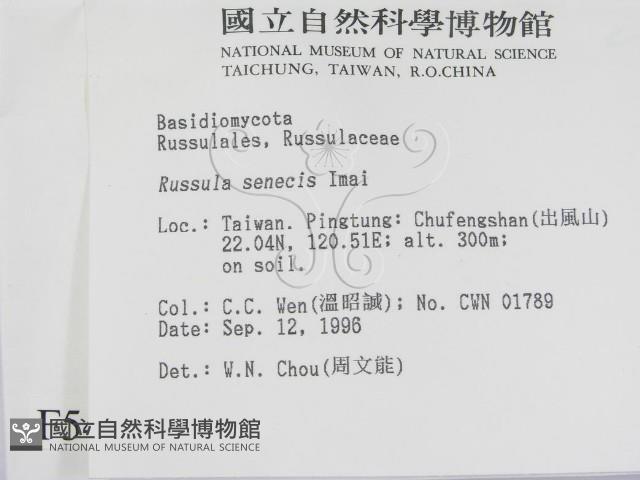 國立自然科學博物館
NATIONAL MUSEUM OF NATURAL SCIENCE
TAICHUNG, TAIWAN, R.O.CHINA
Basidiomycota
Russulales, Russulaceae
Russula senecis Imai
Loc.: Taiwan. Pingtung: Chufengshan(出風山)
22.04N, 120.51E; alt. 300m;
on soil.
Col.: C.C. Wen(溫昭誠); No. CWN 01789
Date: Sep. 12, 1996
Det.: W.N. Chou(周文能)
國立自然科學博物館
NATIONAL MUSEUM OF NATURAL SCIENCE